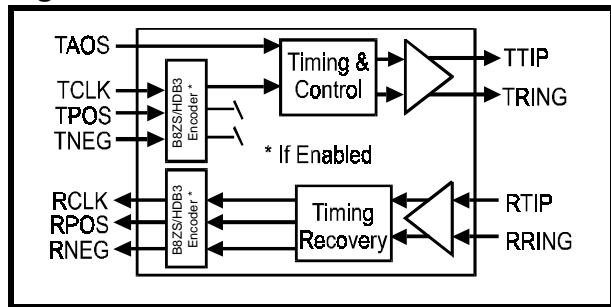 TAOS
TCLK
TPOS
TNEG
B8ZS/HDB3
Encoder *
Timing &
Control
TTIP
TRING
* If Enabled
RCLK
RPOS
RNEG
B8ZS/HDB3
Encoder *
Timing
Recovery
RTIP
RRING